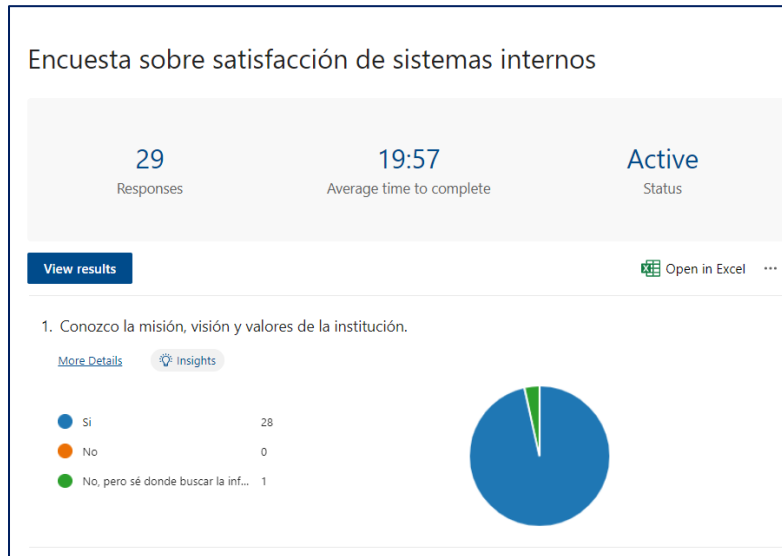 Encuesta sobre satisfacción de sistemas internos
29 19:57 Active
Responses Average time to complete Status
View results Open in Excel ...
1. Conozco la misión, visión y valores de la institución.
More Details Insights
Si 28
No 0
No, pero sé donde buscar la inf... 1